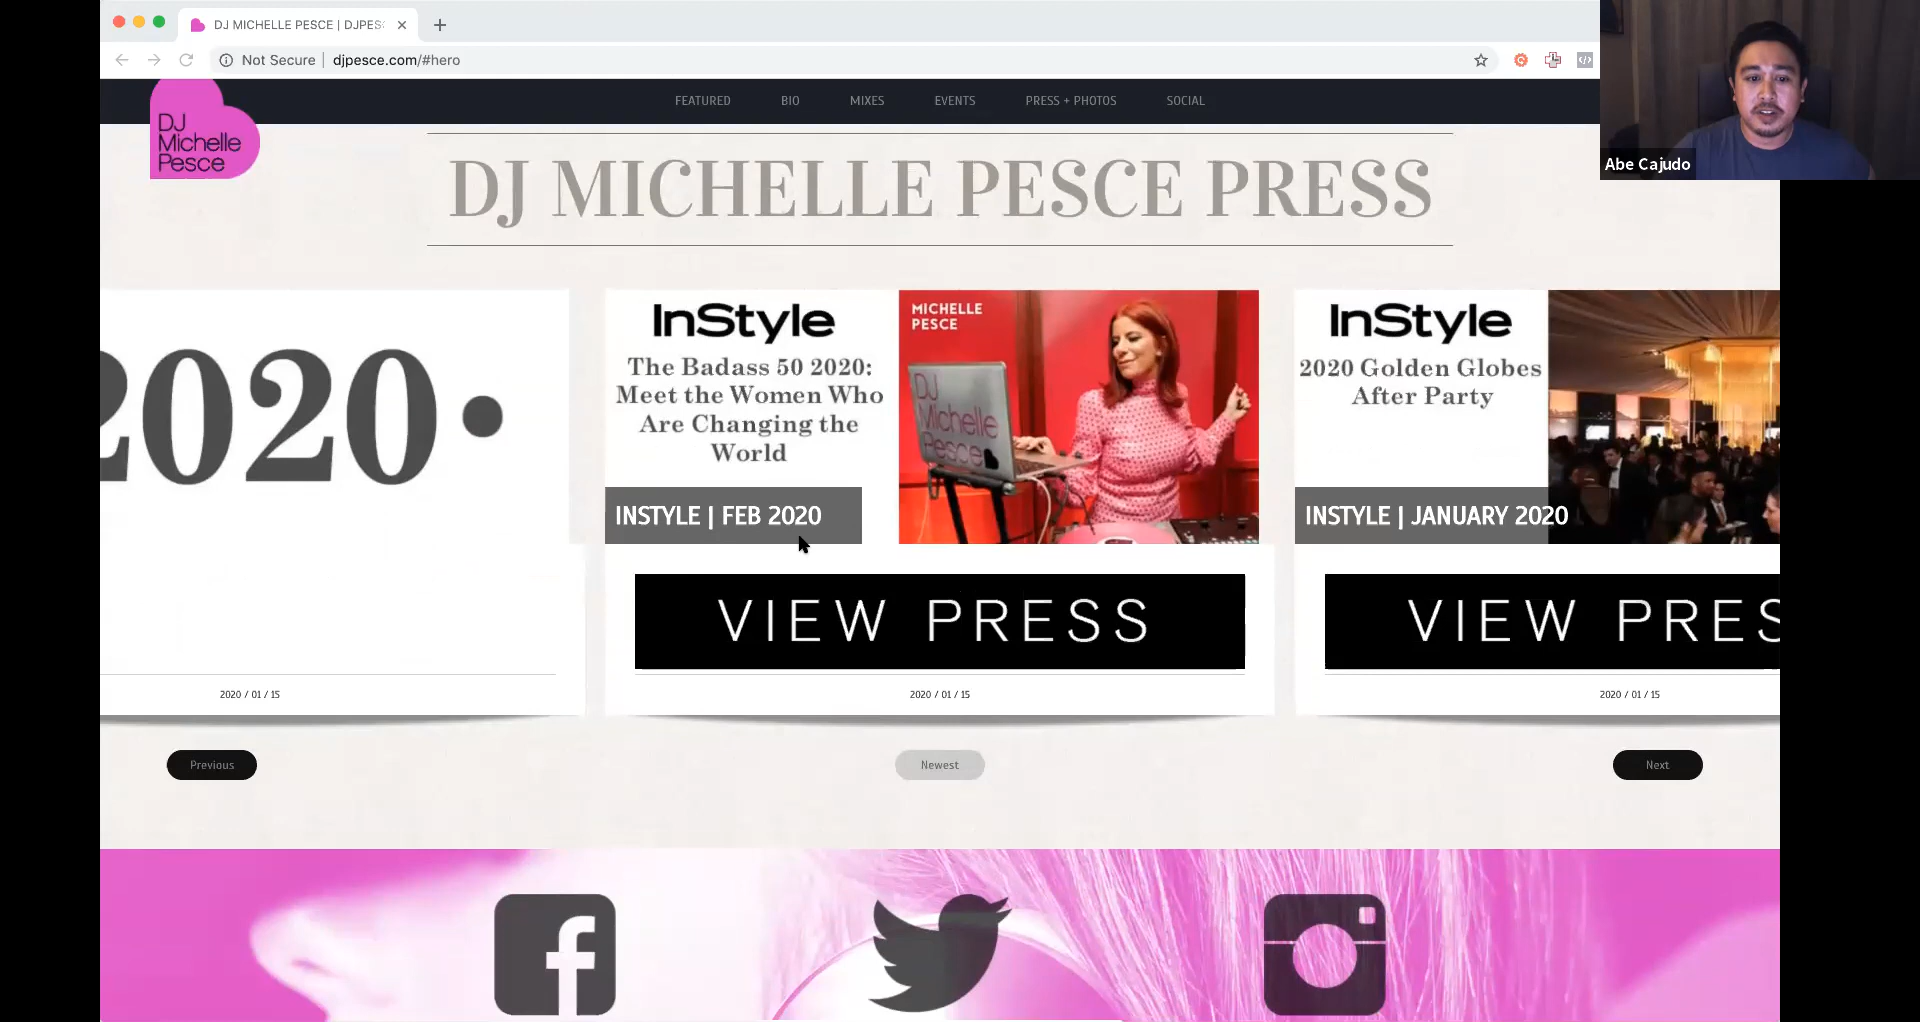 DJ MICHELLE PESCE | DJPES
Not Secure | djpesce.com/#hero
Abe Cajudo
DJ
Michelle
Pesce
FEATURED
BIO
MIXES
EVENTS
PRESS + PHOTOS
SOCIAL
DJ MICHELLE PESCE PRESS
2020•
2020 / 01 / 15
InStyle
The Badass 50 2020:
Meet the Women Who
Are Changing the
World
INSTYLE | FEB 2020
MICHELLE
PESCE
DJ
Michelle
Pesce
VIEW PRESS
2020 / 01 / 15
InStyle
2020 Golden Globes
After Party
INSTYLE | JANUARY 2020
VIEW PRES
2020 / 01 / 15
Previous
Newest
Next